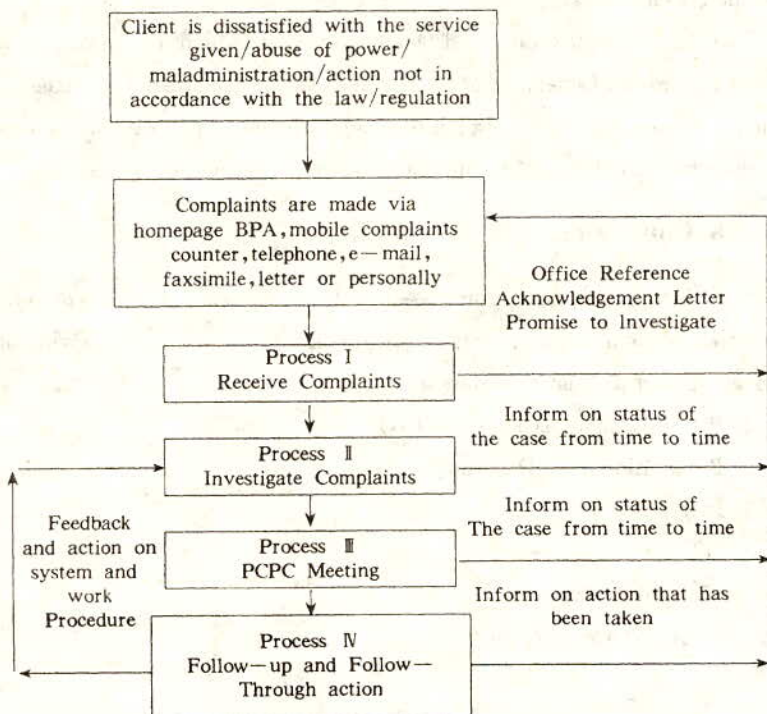 Client is dissatisfied with the service
given/abuse of power/
maladministration/action not in
accordance with the law/regulation
Complaints are made via
homepage BPA,mobile complaints
counter,telephone,e-mail,
faxsimile,letter or personally
Office Reference
Acknowledgement Letter
Promise to Investigate
Process Ⅰ
Receive Complaints
Inform on status of
the case from time to time
Process Ⅱ
Investigate Complaints
Inform on status of
The case from time to time
Feedback
and action on
system and
work
Procedure
Process Ⅲ
PCPC Meeting
Inform on action that has
been taken
Process Ⅳ
Follow-up and Follow-
Through action